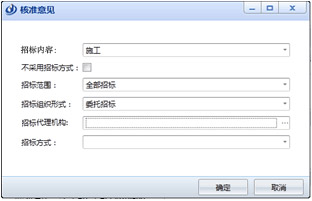 核准意见
招标内容: 施工
不采用招标方式:
招标范围: 全部招标
招标组织形式: 委托招标
招标代理机构: ...
招标方式:
确定 取消